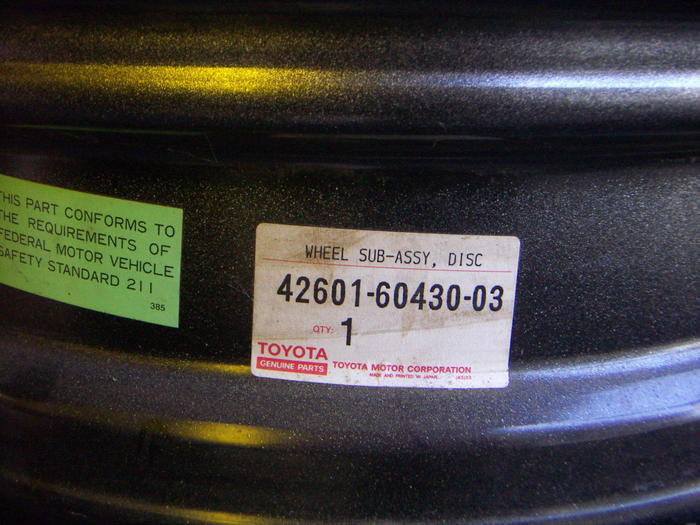 THIS PART CONFORMS TO
THE REQUIREMENTS OF
FEDERAL MOTOR VEHICLE
SAFETY STANDARD 211
385
WHEEL SUB-ASSY, DISC
42601-60430-03
QTY: 1
TOYOTA
GENUINE PARTS
TOYOTA MOTOR CORPORATION
MADE AND PRINTED IN JAPAN